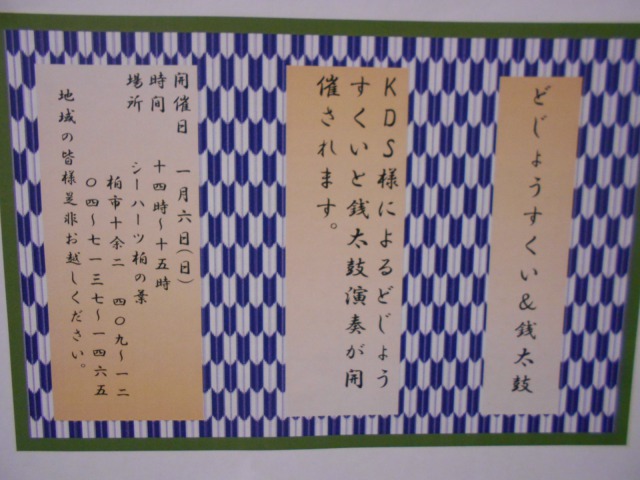 どじょうすくい&銭太鼓
KDS様によるどじょう
すくいと銭太鼓演奏が開
催されます。
開催日 一月六日(日)
時間 十四時~十五時
場所 シーハーツ柏の葉
柏市十余二 四〇九~一二
〇四~七一三七~一四六五
地域の皆様是非お越しください。